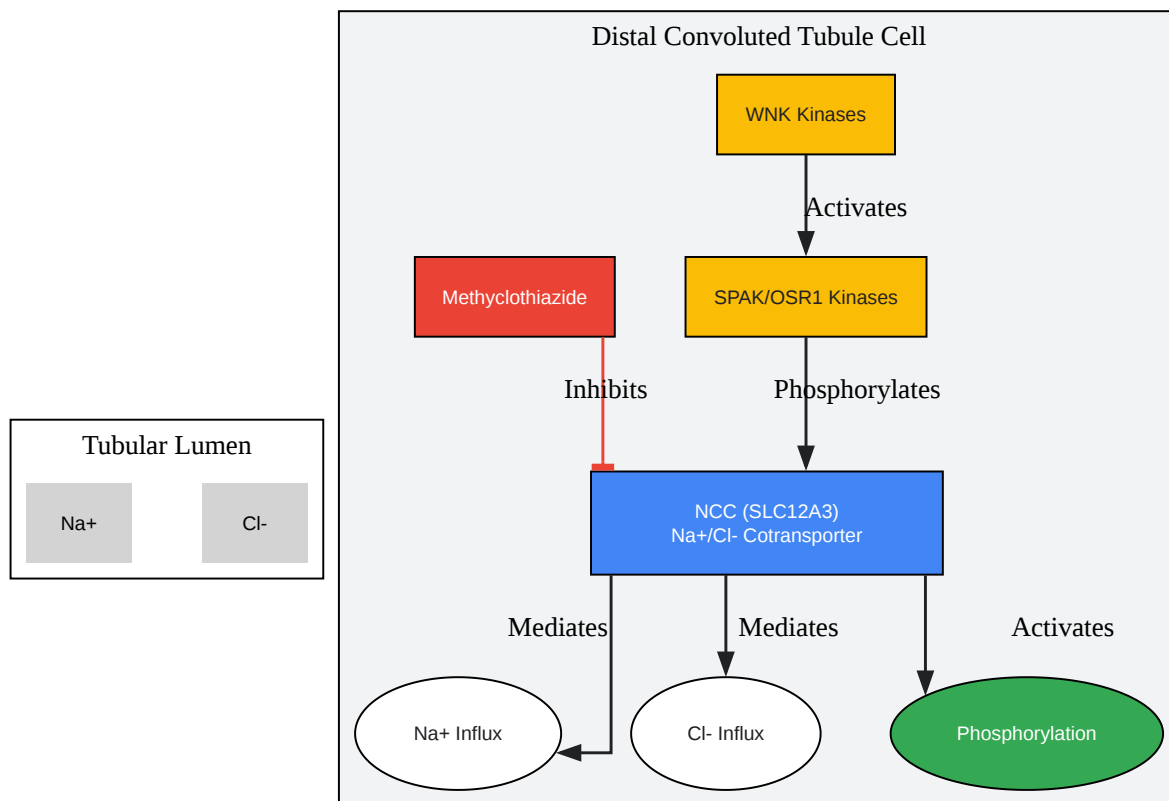 Distal Convoluted Tubule Cell
WNK Kinases
Activates
Methyclothiazide
SPAK/OSR1 Kinases
Inhibits
Phosphorylates
Tubular Lumen
Na+
Cl-
NCC (SLC12A3)
Na+/Cl- Cotransporter
Mediates
Mediates
Activates
Na+ Influx
Cl- Influx
Phosphorylation